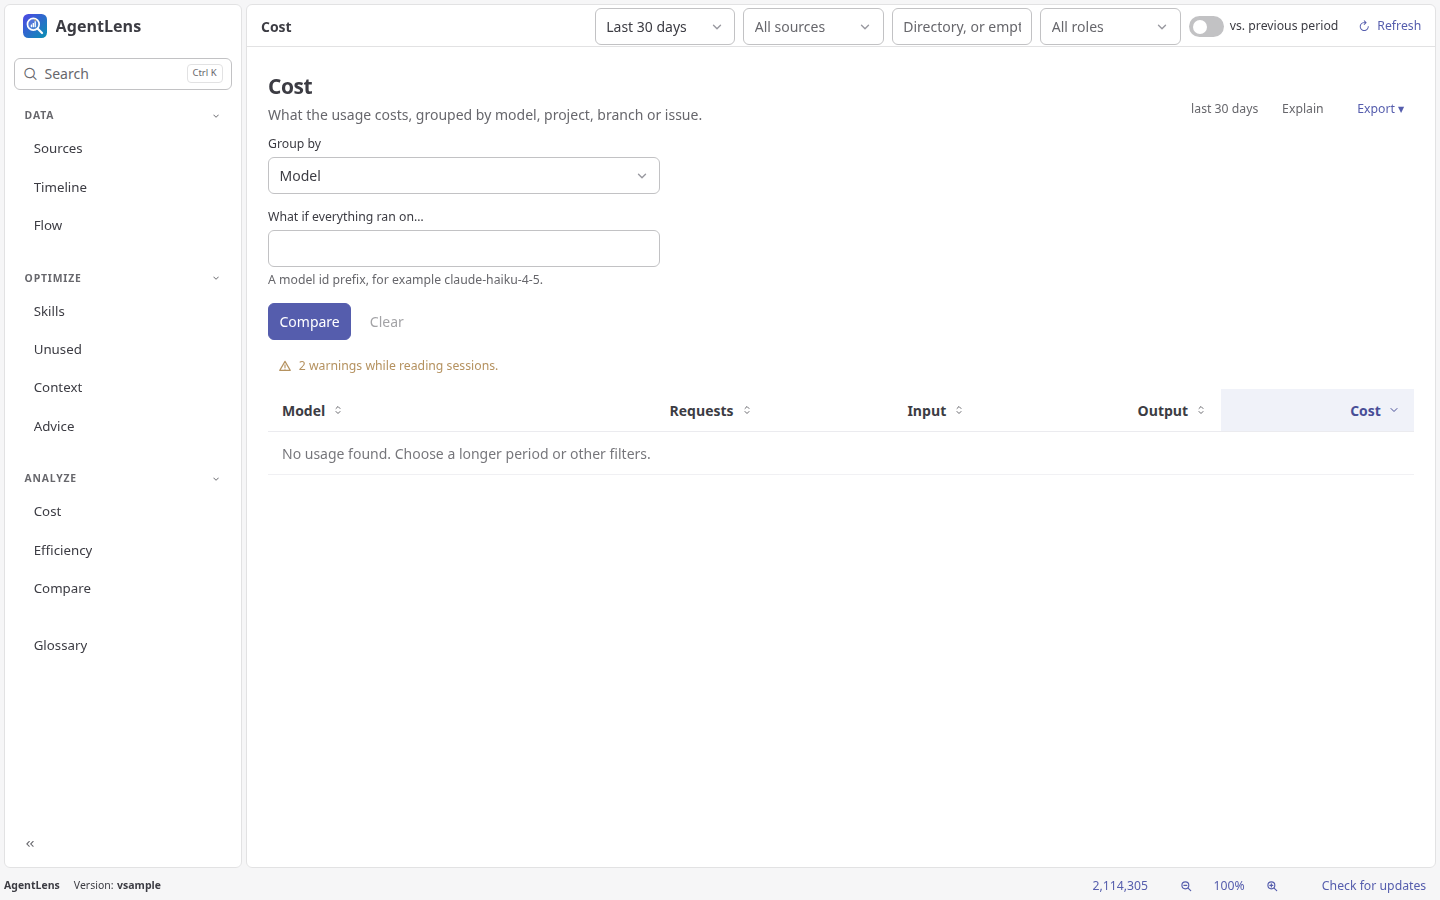 AgentLens
Search
Ctrl K
DATA
Sources
Timeline
Flow
OPTIMIZE
Skills
Unused
Context
Advice
ANALYZE
Cost
Efficiency
Compare
Glossary
«
Cost
Last 30 days
All sources
Directory, or empt
All roles
vs. previous period
Refresh
Cost
What the usage costs, grouped by model, project, branch or issue.
last 30 days
Explain
Export ▾
Group by
Model
What if everything ran on...
A model id prefix, for example claude-haiku-4-5.
Compare
Clear
2 warnings while reading sessions.
Model Requests Input Output Cost
No usage found. Choose a longer period or other filters.
AgentLens Version: vsample
2,114,305
100%
Check for updates